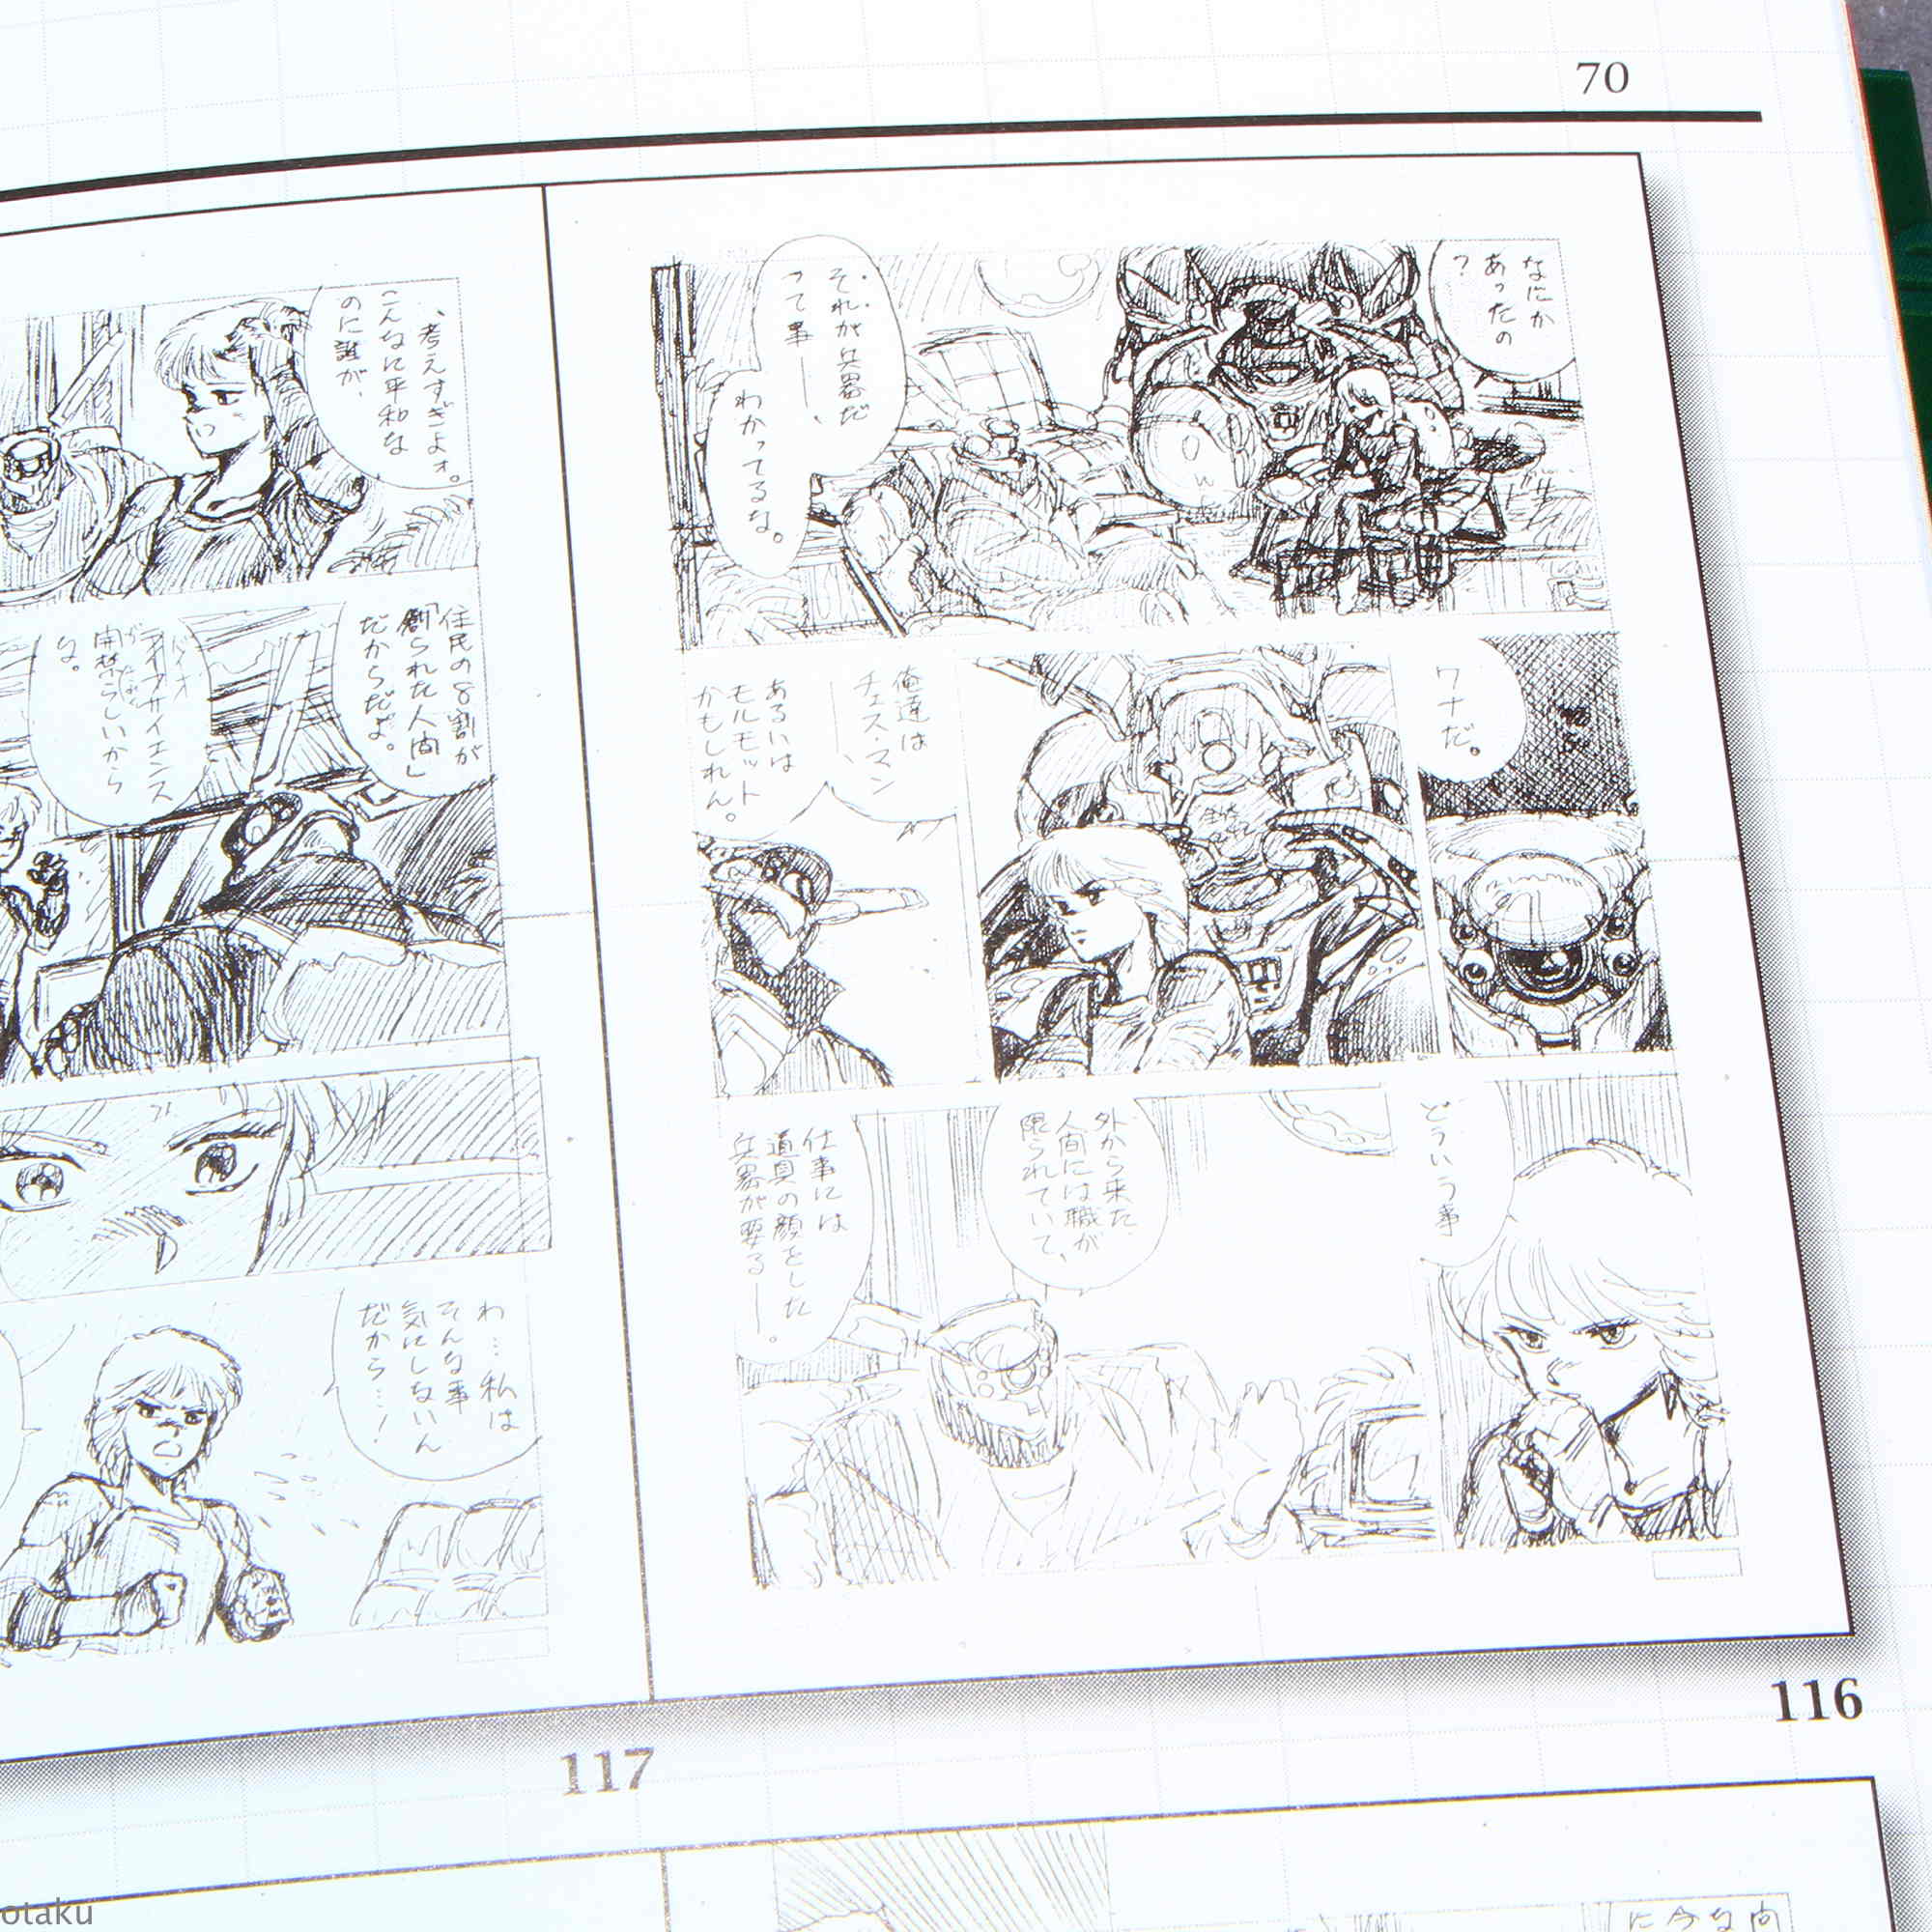 70
なにか
あったの
?
それが兵器だ
って事──、
わかってるな。
ワナだ。
俺達は
チェス・マン
──、
あるいは
モルモット
かもしれん。
どういう事
外から来た
人間には職が
限られていて、
仕事には
道具の顔をした
兵器が要る──。
116
、考えすぎよォ。
こんなに平和な
のに誰が、
住民の8割が
「創られた人間」
だからだよ。
バイオ
サイエンス
開禁らしいから
な。
わ…私は
そんな事
気にしないん
だから…!
117
に今な向
otaku